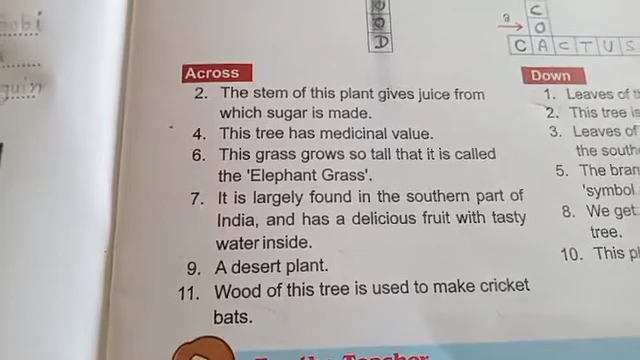 C
O
8
CACTUS
D
Across
2. The stem of this plant gives juice from
which sugar is made.
4. This tree has medicinal value.
6. This grass grows so tall that it is called
the 'Elephant Grass'.
7. It is largely found in the southern part of
India, and has a delicious fruit with tasty
water inside.
9. A desert plant.
11. Wood of this tree is used to make cricket
bats.
Down
1. Leaves of
2. This tree is
3. Leaves of
the
5. The
'symbol
8. We get
tree.
10. This